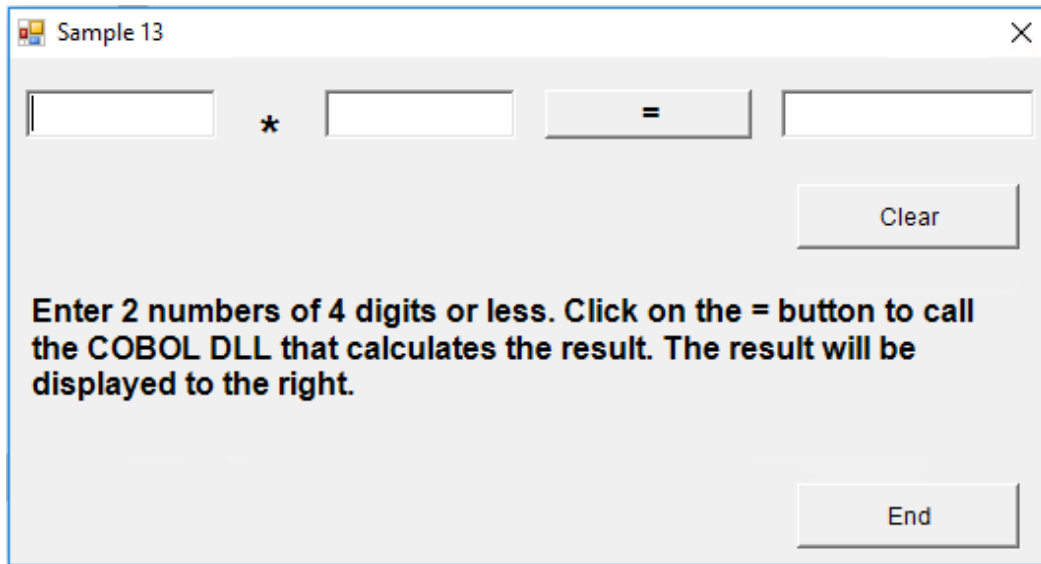 Sample 13
* =
Clear
Enter 2 numbers of 4 digits or less. Click on the = button to call
the COBOL DLL that calculates the result. The result will be
displayed to the right.
End